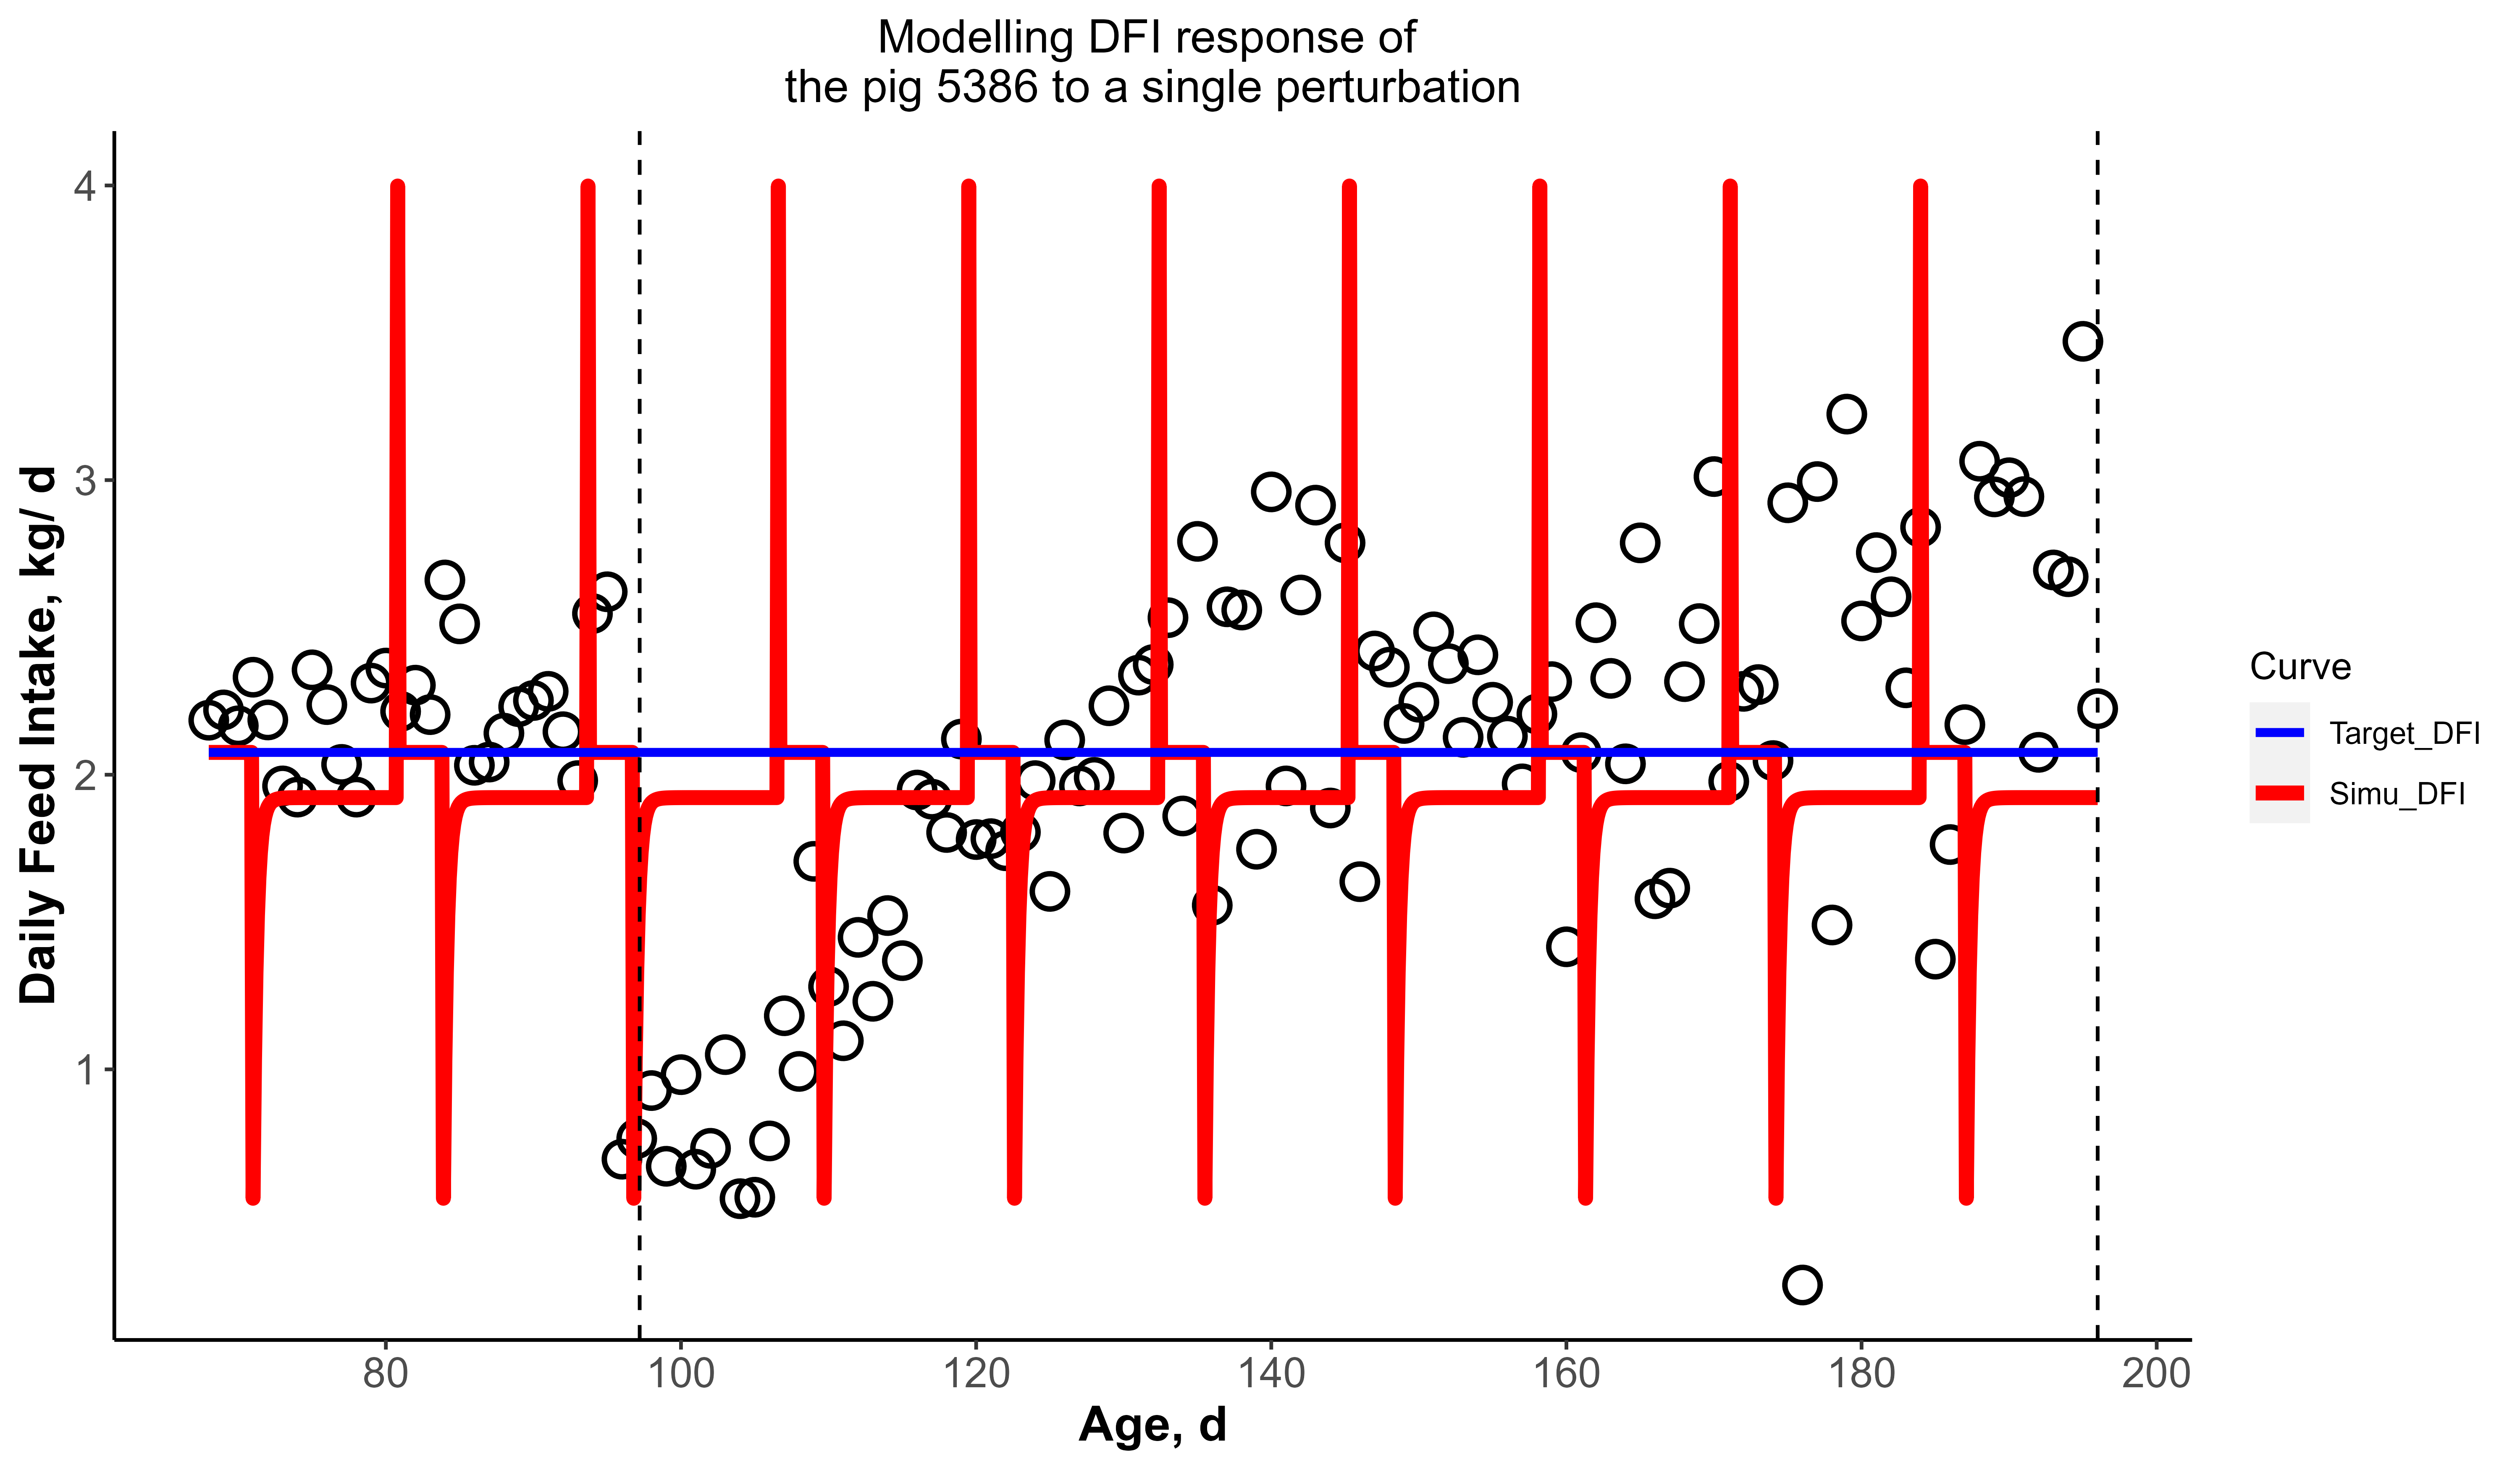 Modelling DFI response of
the pig 5386 to a single perturbation
Daily Feed Intake, kg/ d
4
3
2
1
80
100
120
140
160
180
200
Age, d
Curve
Target_DFI
Simu_DFI